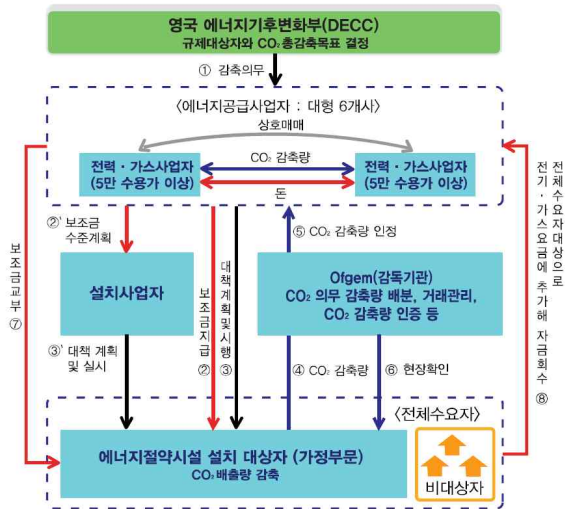 영국 에너지기후변화부(DECC)
규제대상자와 CO₂총감축목표 결정
① 감축의무
〈에너지공급사업자 : 대형 6개사〉
상호매매
전력·가스사업자
(5만 수용가 이상)
CO₂ 감축량
돈
전력·가스사업자
(5만 수용가 이상)
②' 보조금
수준계획
⑤ CO₂ 감축량 인정
설치사업자
Ofgem(감독기관)
CO₂ 의무 감축량 배분, 거래관리,
CO₂ 감축량 인증 등
보조금교부 ⑦
보조금지급 ②
대책계획및시행 ③
전체수요자대상으로
전기·가스요금에 추가해 자금회수 ⑧
③' 대책 계획
및 실시
④ CO₂ 감축량
⑥ 현장확인
〈전체수요자〉
에너지절약시설 설치 대상자 (가정부문)
CO₂배출량 감축
비대상자